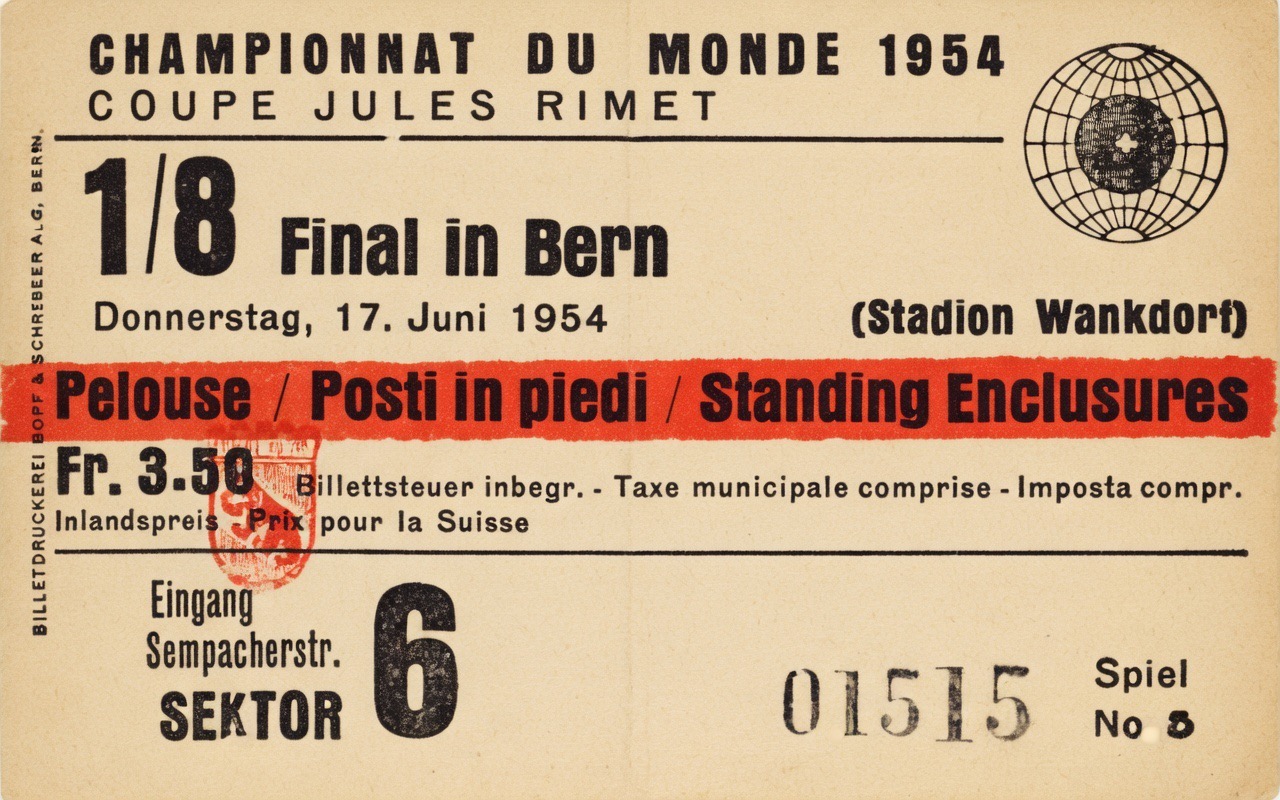 CHAMPIONNAT DU MONDE 1954
COUPE JULES RIMET
1/8 Final in Bern
Donnerstag, 17. Juni 1954
(Stadion Wankdorf)
Pelouse / Posti in piedi / Standing Enclusures
Fr. 3.50 Billettsteuer inbegr. - Taxe municipale comprise - Imposta compr.
Inlandspreis - Prix pour la Suisse
Eingang
Sempacherstr.
SEKTOR 6
01515
Spiel
No
BILLETDRUCKEREI BOPF & SCHREBEER A.G, BERN.